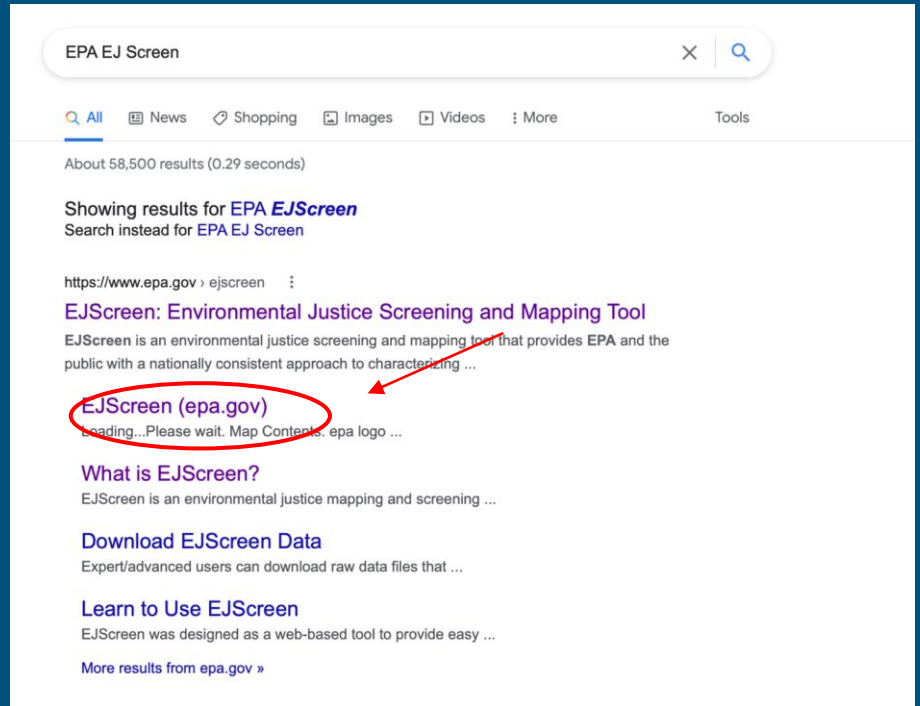 EPA EJ Screen
All News Shopping Images Videos More Tools
About 58,500 results (0.29 seconds)
Showing results for EPA EJScreen
Search instead for EPA EJ Screen
https://www.epa.gov › ejscreen
EJScreen: Environmental Justice Screening and Mapping Tool
EJScreen is an environmental justice screening and mapping tool that provides EPA and the
public with a nationally consistent approach to characterizing ...
EJScreen (epa.gov)
Loading...Please wait. Map Contents. epa logo ...
What is EJScreen?
EJScreen is an environmental justice mapping and screening ...
Download EJScreen Data
Expert/advanced users can download raw data files that ...
Learn to Use EJScreen
EJScreen was designed as a web-based tool to provide easy ...
More results from epa.gov »